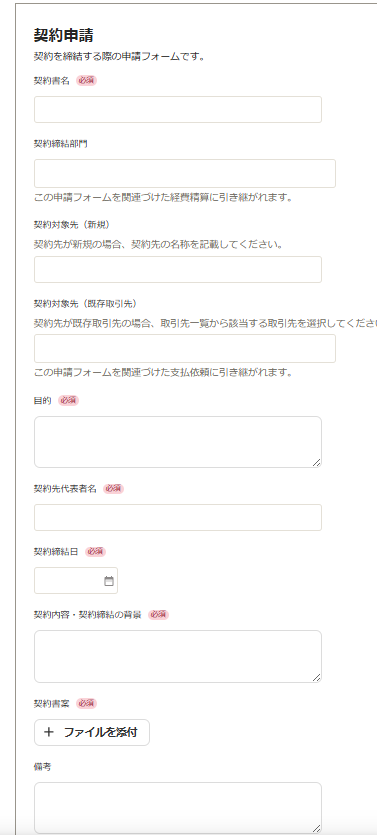 契約申請
契約を締結する際の申請フォームです。
契約書名 必須
契約締結部門
この申請フォームを関連づけた経費精算に引き継がれます。
契約対象先（新規）
契約先が新規の場合、契約先の名称を記載してください。
契約対象先（既存取引先）
契約先が既存取引先の場合、取引先一覧から該当する取引先を選択してくださ
この申請フォームを関連づけた支払依頼に引き継がれます。
目的 必須
契約先代表者名 必須
契約締結日 必須
契約内容・契約締結の背景 必須
契約書案 必須
＋ ファイルを添付
備考